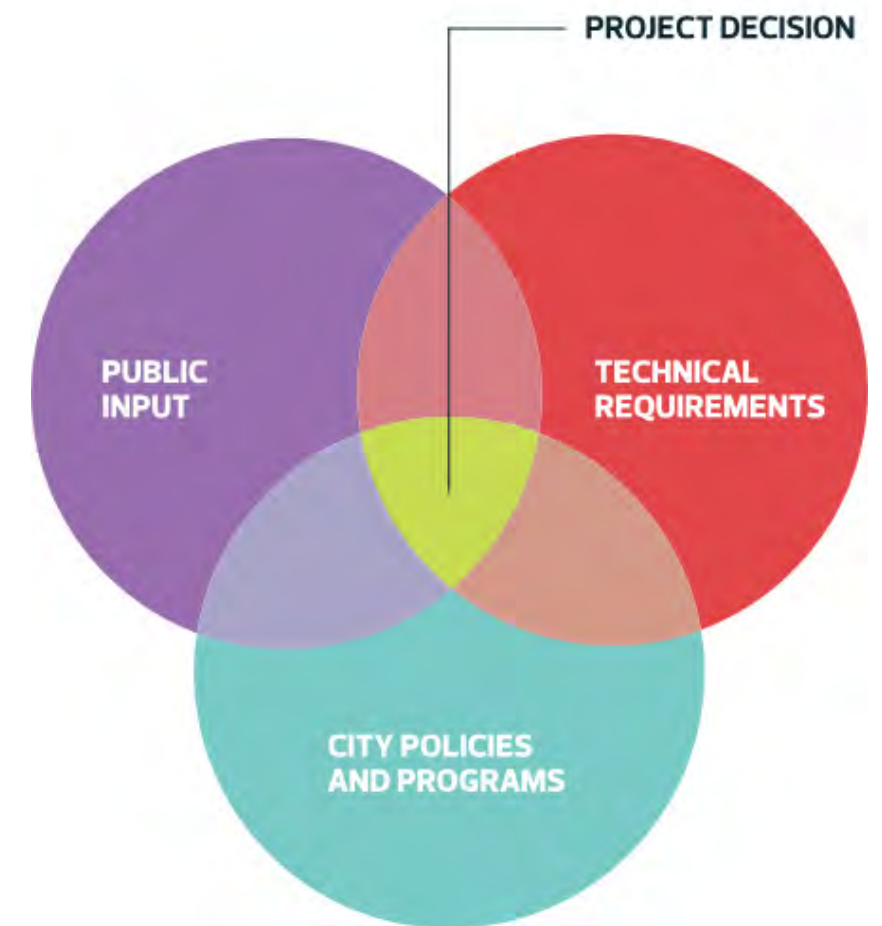 PROJECT DECISION
PUBLIC
INPUT
TECHNICAL
REQUIREMENTS
CITY POLICIES
AND PROGRAMS